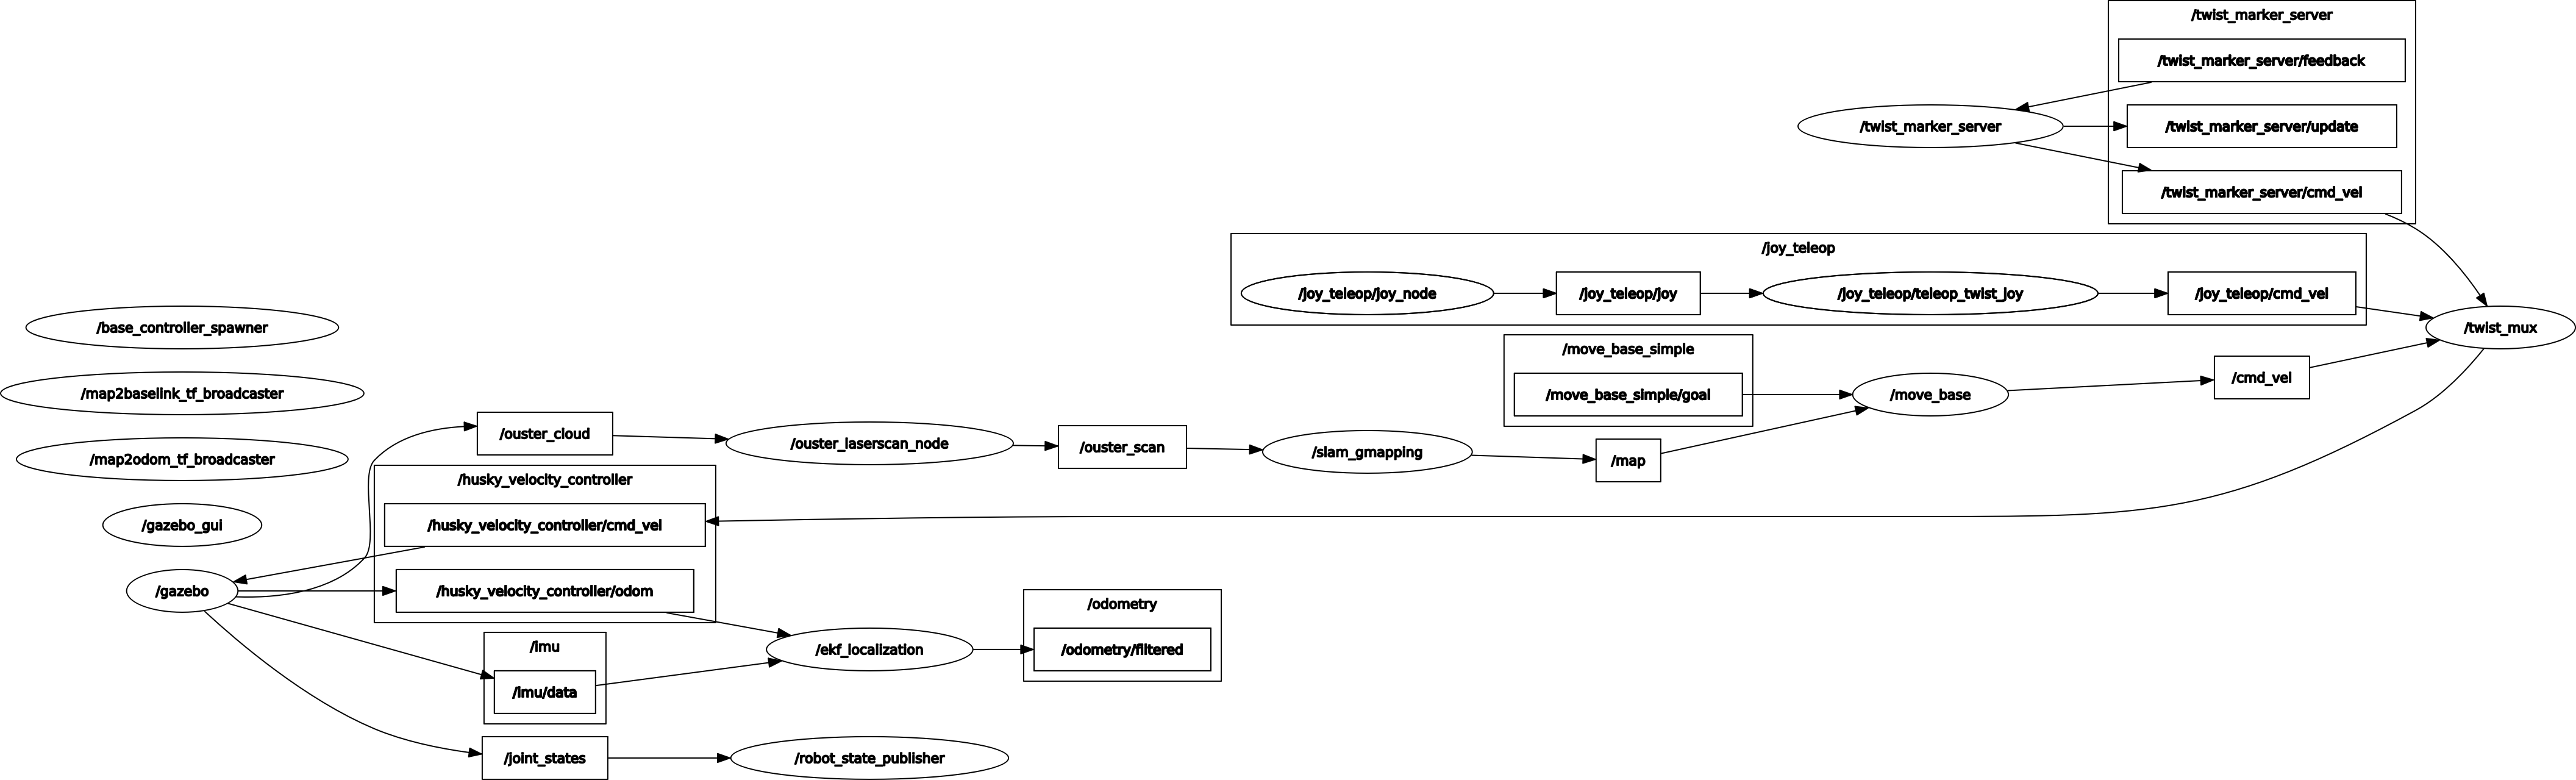 /twist_marker_server
/twist_marker_server/feedback
/twist_marker_server
/twist_marker_server/update
/twist_marker_server/cmd_vel
/joy_teleop
/joy_teleop/joy_node
/joy_teleop/joy
/joy_teleop/teleop_twist_joy
/joy_teleop/cmd_vel
/base_controller_spawner
/twist_mux
/move_base_simple
/map2baselink_tf_broadcaster
/move_base_simple/goal
/move_base
/cmd_vel
/ouster_cloud
/ouster_laserscan_node
/ouster_scan
/slam_gmapping
/map
/map2odom_tf_broadcaster
/husky_velocity_controller
/gazebo_gui
/husky_velocity_controller/cmd_vel
/gazebo
/husky_velocity_controller/odom
/odometry
/imu
/ekf_localization
/odometry/filtered
/imu/data
/joint_states
/robot_state_publisher